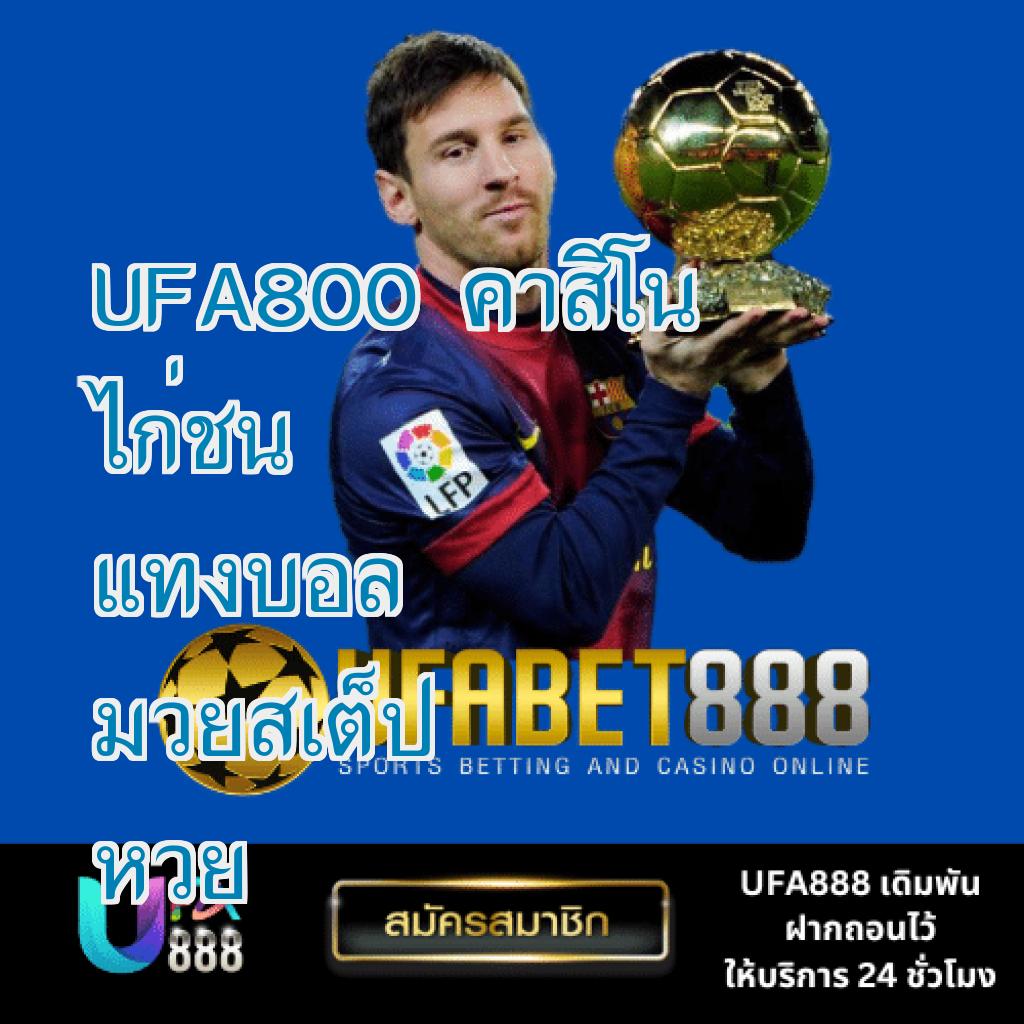 UFA800 คาสิโน
ไก่ชน
LFP
แทงบอล
UFABET888
มวยสเต็ป
SPORTS BETTING AND CASINO ONLINE
หวย
UFA
888
สมัครสมาชิก
UFA888 เดิมพัน
ฝากถอนไว้
ให้บริการ 24 ชั่วโมง